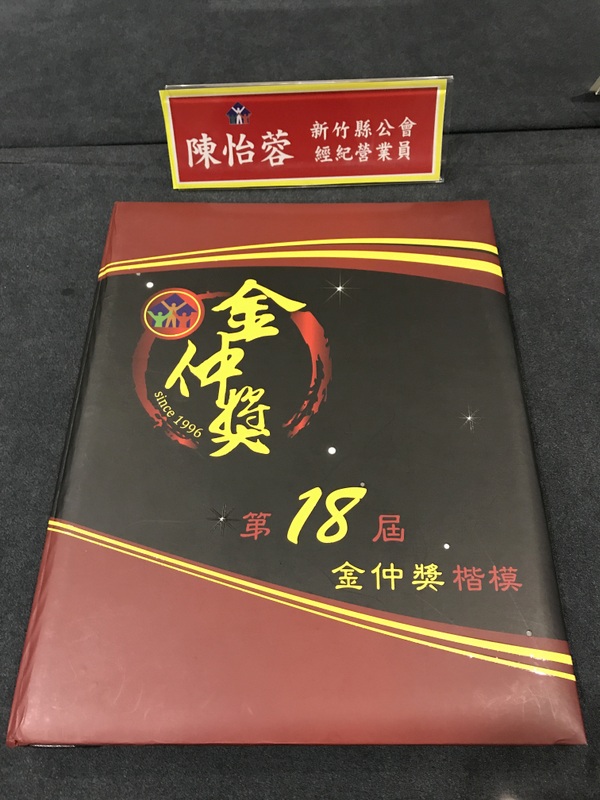 陳怡蓉
新竹縣公會
經紀營業員
金仲獎
since 1996
第18屆
金仲獎楷模